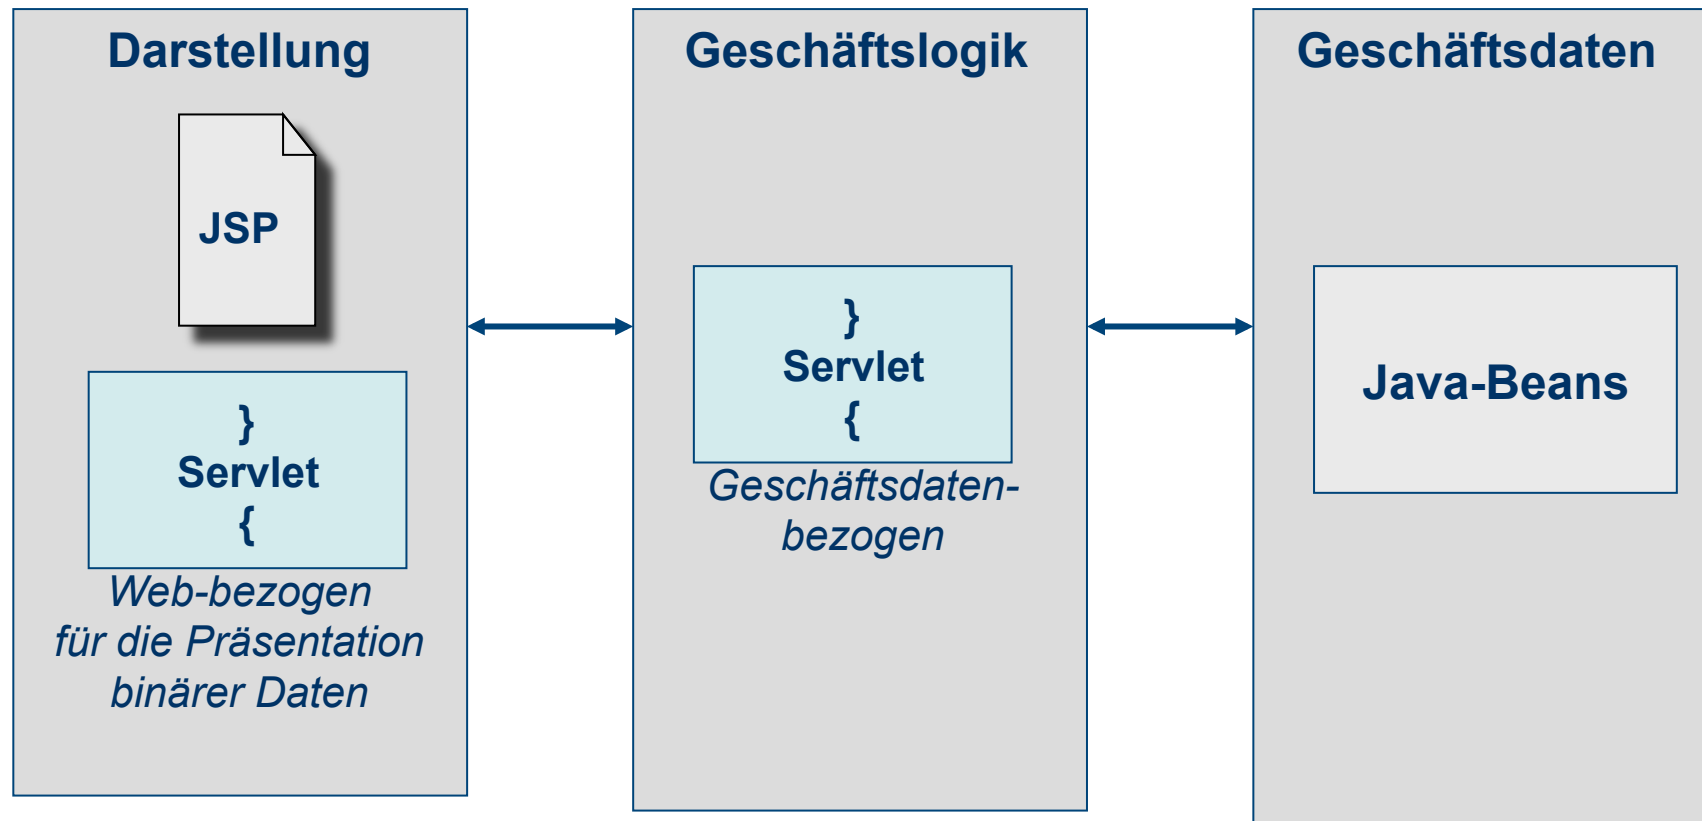 Darstellung
JSP
}
Servlet
{
Web-bezogen
für die Präsentation
binärer Daten
Geschäftslogik
}
Servlet
{
Geschäftsdaten-
bezogen
Geschäftsdaten
Java-Beans